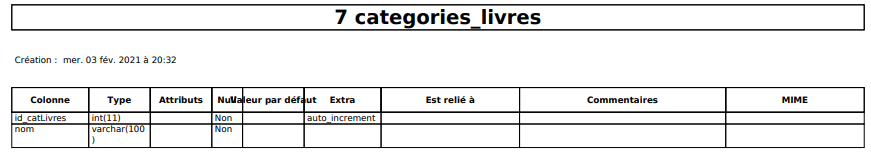 7 categories_livres
Création : mer. 03 fév. 2021 à 20:32
Colonne Type Attributs Null Valeur par défaut Extra Est relié à Commentaires MIME
id_catLivres int(11) Non auto_increment
nom varchar(100 Non
)